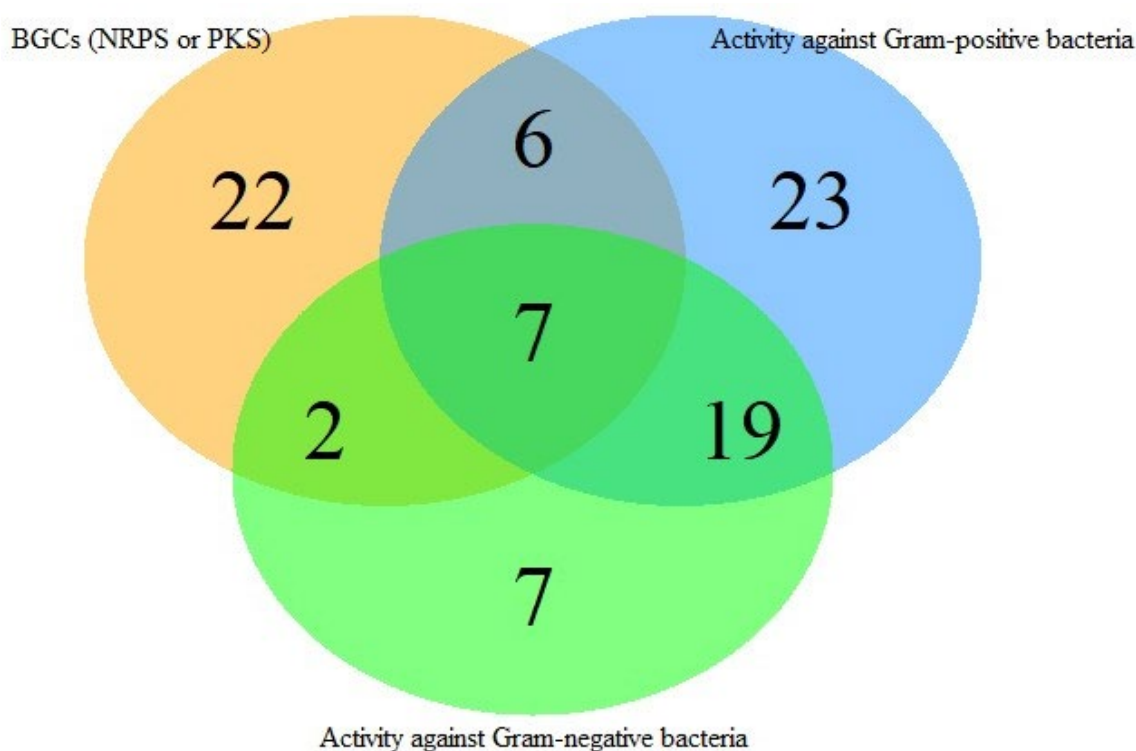 BGCs (NRPS or PKS)
Activity against Gram-positive bacteria
6
22
23
7
2
19
7
Activity against Gram-negative bacteria